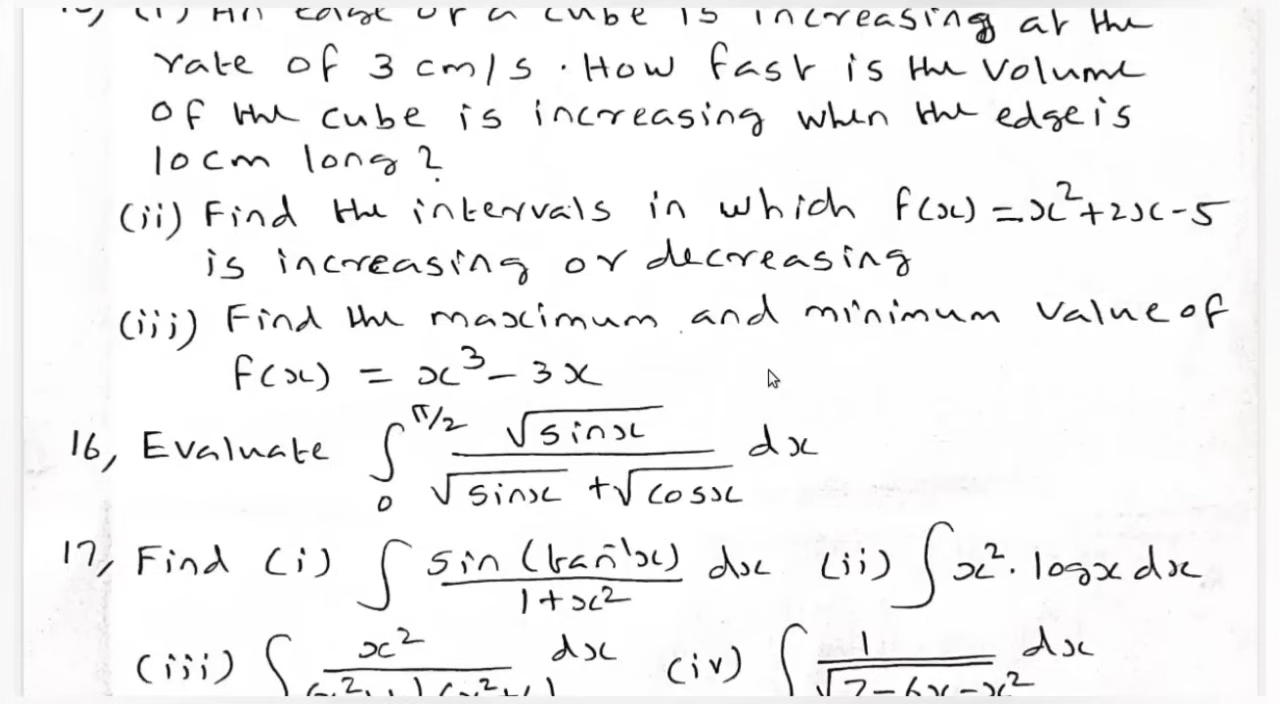 (i) An edge of a cube is increasing at the
rate of 3 cm/s. How fast is the volume
of the cube is increasing when the edge is
10 cm long?
(ii) Find the intervals in which f(x) = x²+2x-5
is increasing or decreasing
(iii) Find the maximum and minimum value of
f(x) = x³ - 3x
16, Evaluate ∫₀^π/2 √sinx / (√sinx + √cosx) dx
17, Find (i) ∫ sin(tan⁻¹x) / (1+x²) dx (ii) ∫ x². logx dx
(iii) ∫ x² dx (iv) ∫ 1 / √7-6x-x² dx